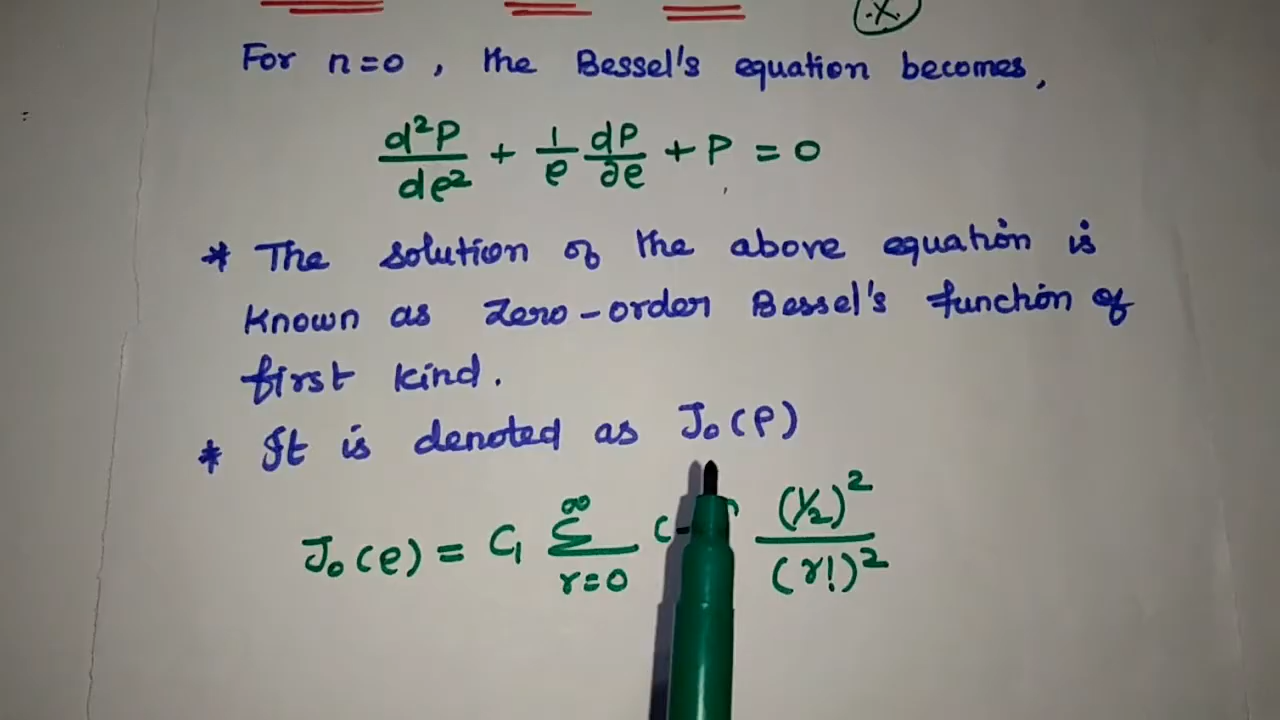 X
For n=0 , the Bessel's equation becomes,
d²P/dρ² + 1/ρ dP/∂ρ + P = 0
* The solution of the above equation is
known as zero-order Bessel's function of
first kind.
* It is denoted as J₀(P)
J₀(ρ) = C₁ ∑_{r=0}^{∞} (- (1/2)²/(r!)²